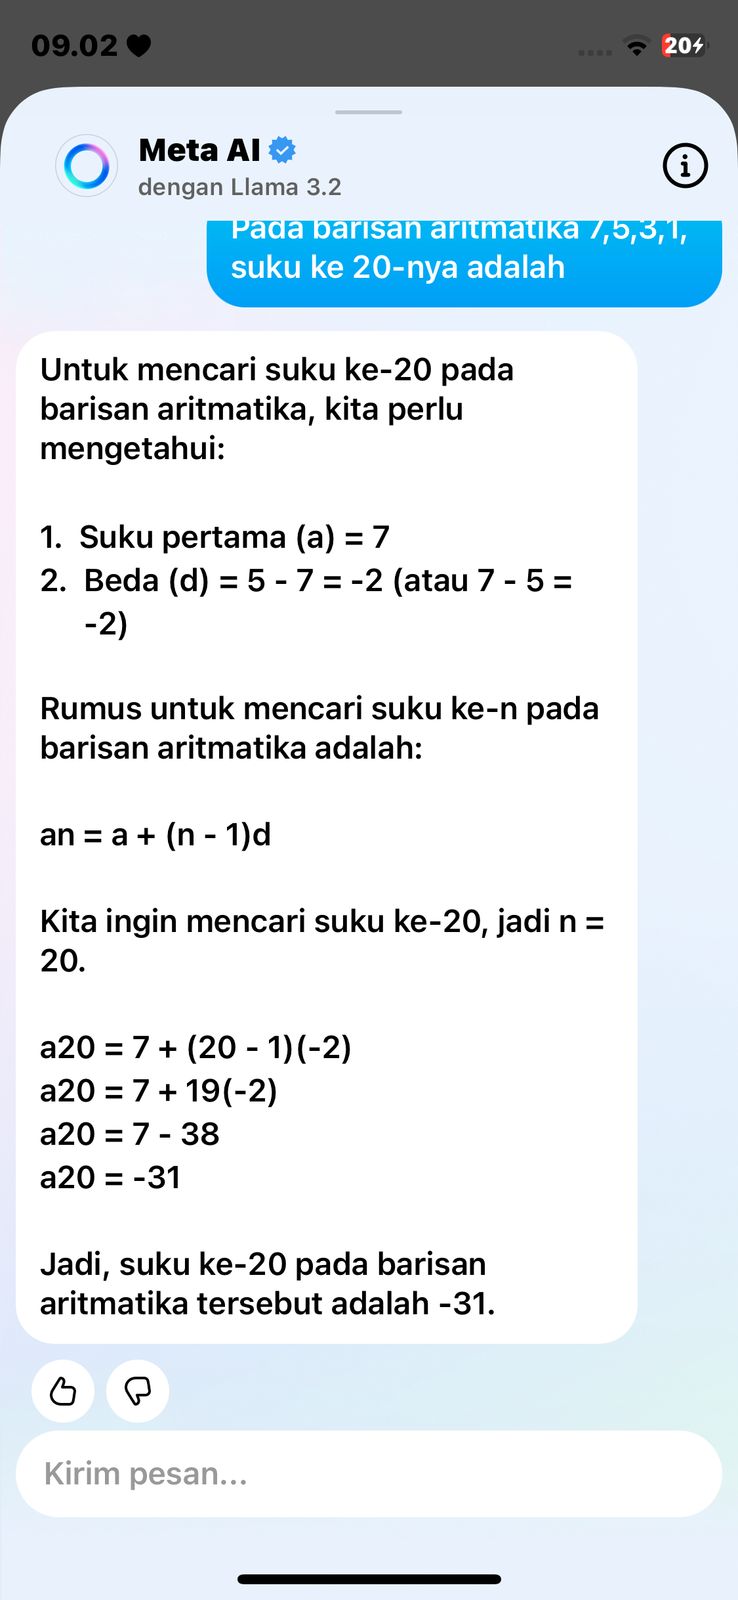 09.02
20
Meta AI
dengan Llama 3.2
Pada barisan aritmatika 7,5,3,1,
suku ke 20-nya adalah
Untuk mencari suku ke-20 pada
barisan aritmatika, kita perlu
mengetahui:
1. Suku pertama (a) = 7
2. Beda (d) = 5 - 7 = -2 (atau 7 - 5 =
-2)
Rumus untuk mencari suku ke-n pada
barisan aritmatika adalah:
an = a + (n - 1)d
Kita ingin mencari suku ke-20, jadi n =
20.
a20 = 7 + (20 - 1)(-2)
a20 = 7 + 19(-2)
a20 = 7 - 38
a20 = -31
Jadi, suku ke-20 pada barisan
aritmatika tersebut adalah -31.
Kirim pesan...